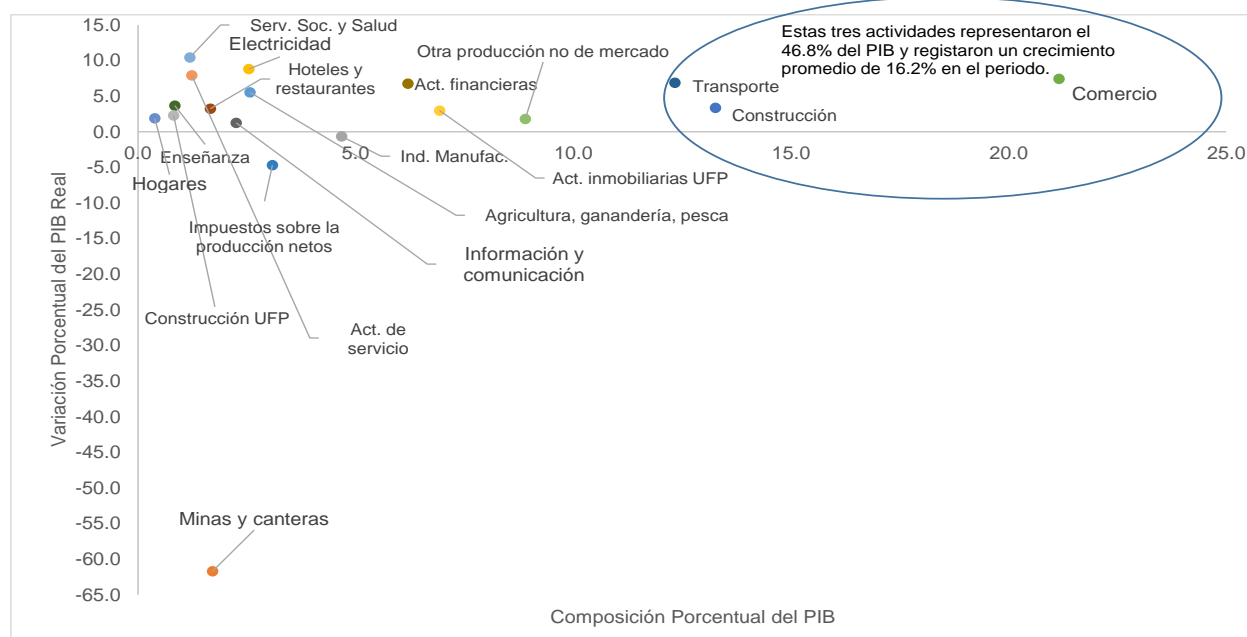 15.0
10.0
5.0
0.0
-5.0
-10.0
-15.0
-20.0
-25.0
-30.0
-35.0
-40.0
-45.0
-50.0
-55.0
-60.0
-65.0
Variación Porcentual del PIB Real
Serv. Soc. y Salud
Electricidad
Hoteles y
restaurantes
Otra producción no de mercado
Act. financieras
Estas tres actividades representaron el
46.8% del PIB y registraron un crecimiento
promedio de 16.2% en el periodo.
Transporte
Construcción
Comercio
0.0
5.0
10.0
15.0
20.0
25.0
Enseñanza
Hogares
Ind. Manufac.
Act. inmobiliarias UFP
Impuestos sobre la
producción netos
Agricultura, ganandería, pesca
Información y
comunicación
Construcción UFP
Act. de
servicio
Minas y canteras
Composición Porcentual del PIB